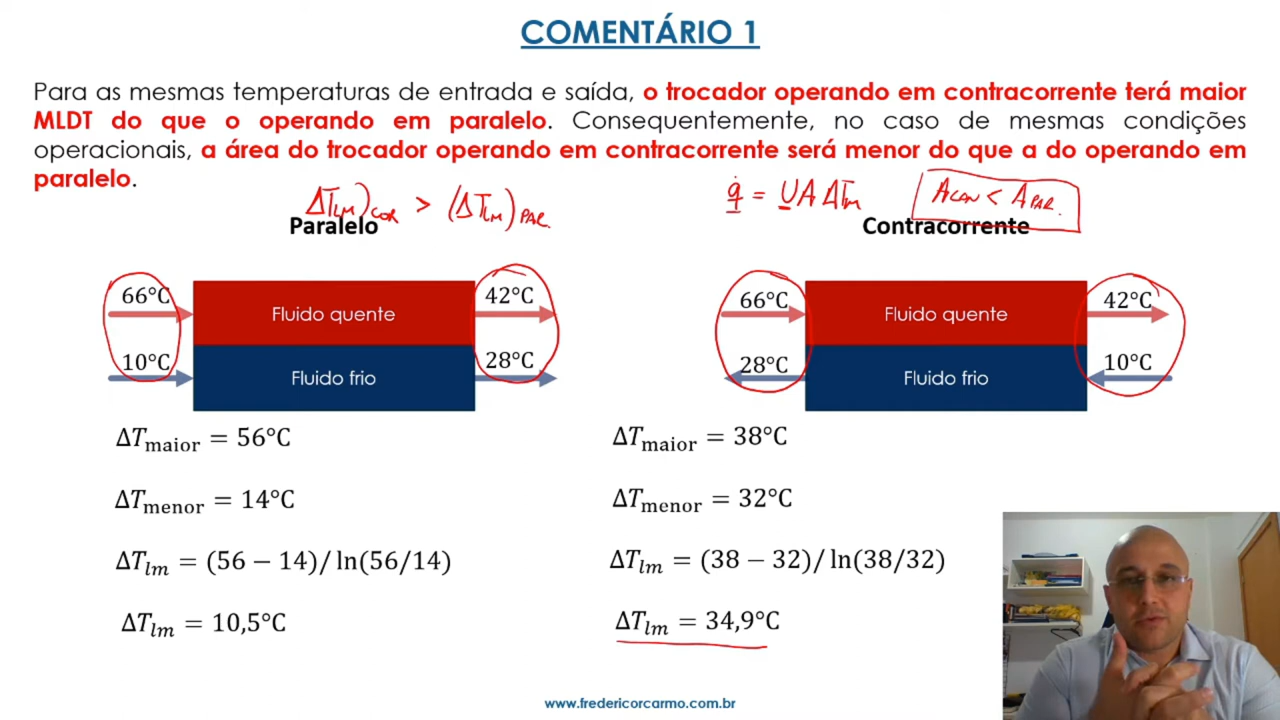 COMENTÁRIO 1
Para as mesmas temperaturas de entrada e saída, o trocador operando em contracorrente terá maior
MLDT do que o operando em paralelo. Consequentemente, no caso de mesmas condições
operacionais, a área do trocador operando em contracorrente será menor do que a do operando em
paralelo.
ΔTLM)COR > (ΔTLM)PAR.
q̇ = UAΔTlm
ACON < APAR.
Paralelo
Contracorrente
66°C
42°C
Fluido quente
10°C
28°C
Fluido frio
66°C
42°C
Fluido quente
28°C
10°C
Fluido frio
ΔTmaior = 56°C
ΔTmenor = 14°C
ΔTlm = (56 − 14)/ln(56/14)
ΔTlm = 10,5°C
ΔTmaior = 38°C
ΔTmenor = 32°C
ΔTlm = (38 − 32)/ln(38/32)
ΔTlm = 34,9°C
www.fredericorcarmo.com.br